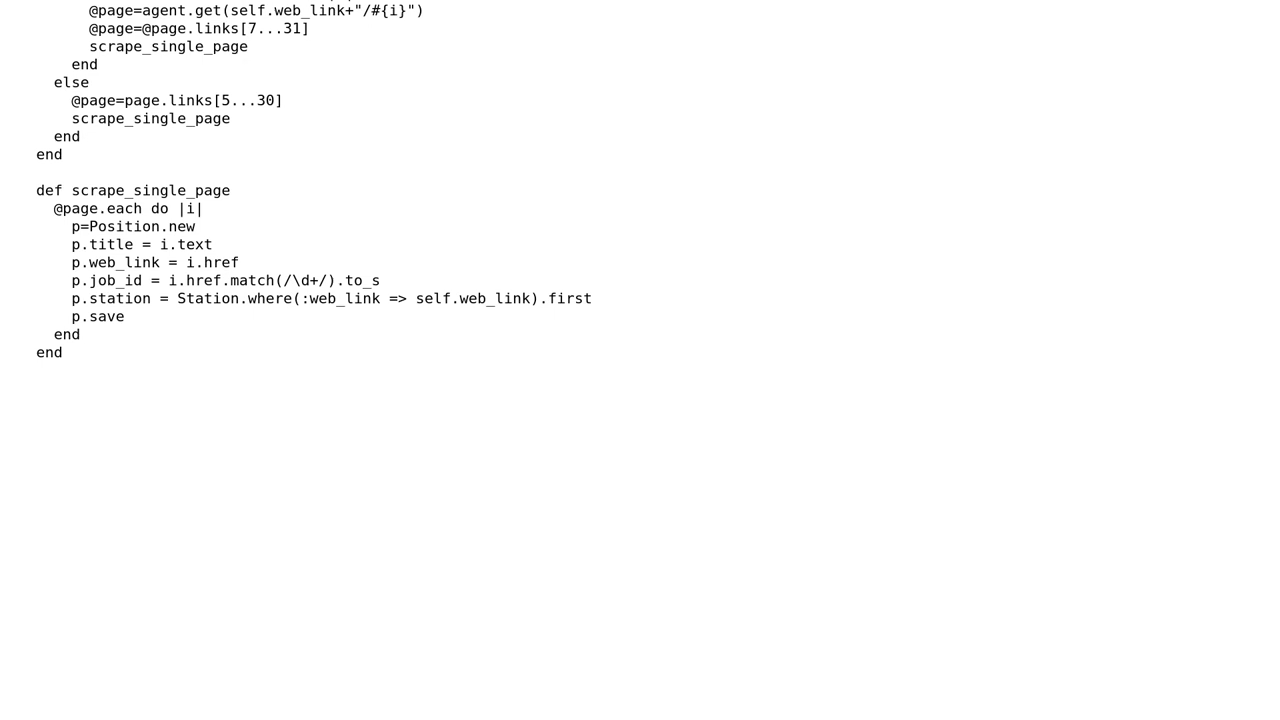 @page=agent.get(self.web_link+"/#{i}")
@page=@page.links[7...31]
scrape_single_page
end
else
@page=page.links[5...30]
scrape_single_page
end
end
def scrape_single_page
@page.each do |i|
p=Position.new
p.title = i.text
p.web_link = i.href
p.job_id = i.href.match(/\d+/).to_s
p.station = Station.where(:web_link => self.web_link).first
p.save
end
end